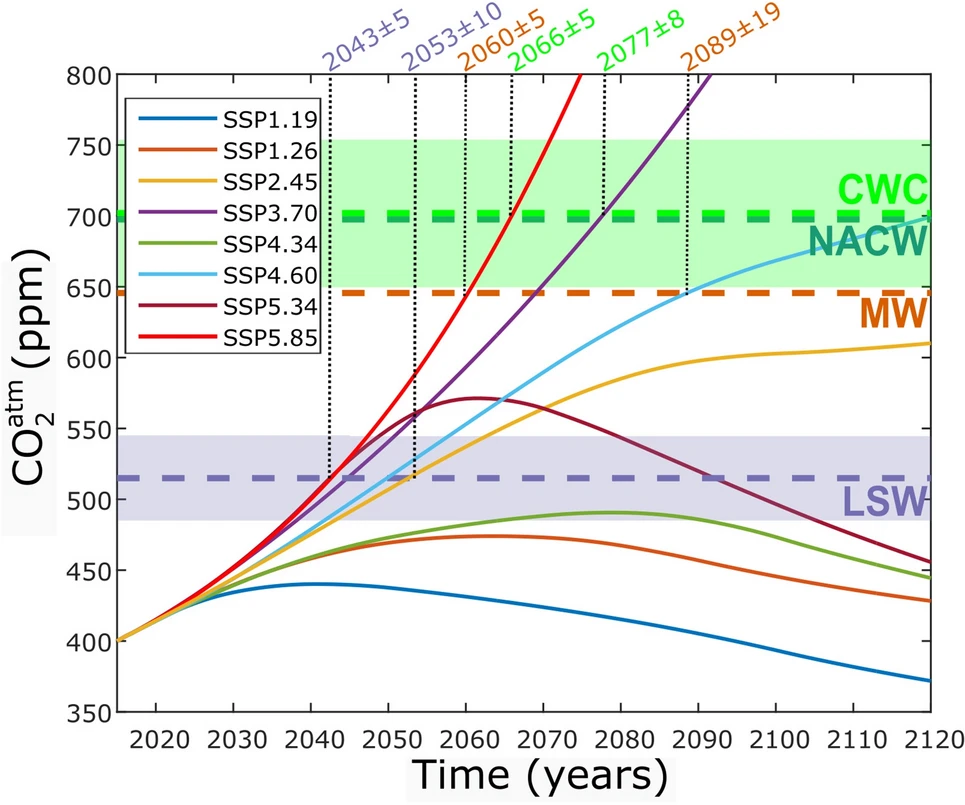 2043±5
2053±10
2060±5
2066±5
2077±8
2089±19
800
750
700
650
600
550
500
450
400
350
SSP1.19
SSP1.26
SSP2.45
SSP3.70
SSP4.34
SSP4.60
SSP5.34
SSP5.85
CWC
NACW
MW
LSW
CO₂ᵃᵗᵐ (ppm)
2020 2030 2040 2050 2060 2070 2080 2090 2100 2110 2120
Time (years)